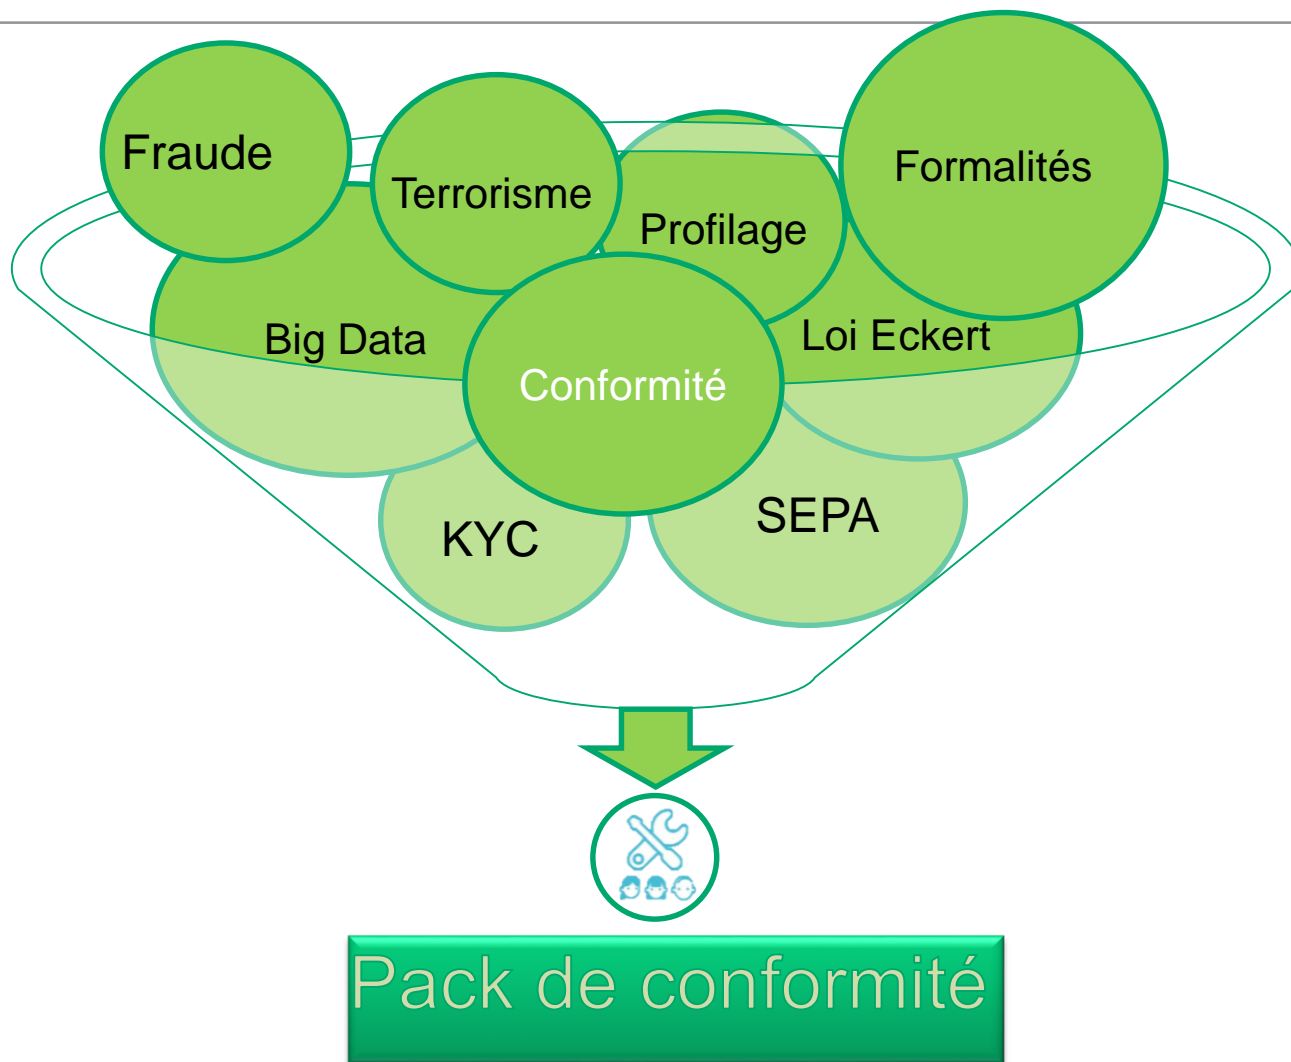 Fraude
Terrorisme
Profilage
Formalités
Big Data
Loi Eckert
Conformité
KYC
SEPA
Pack de conformité